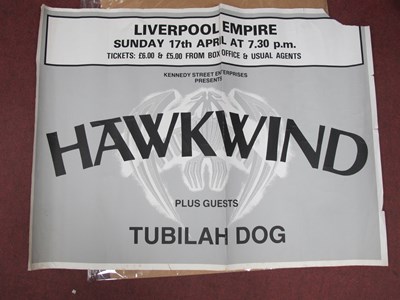 LIVERPOOL EMPIRE
SUNDAY 17th APRIL AT 7.30 p.m.
TICKETS: £6.00 & £5.00 FROM BOX OFFICE & USUAL AGENTS
KENNEDY STREET ENTERPRISES
PRESENTS
HAWKWIND
PLUS GUESTS
TUBILAH DOG